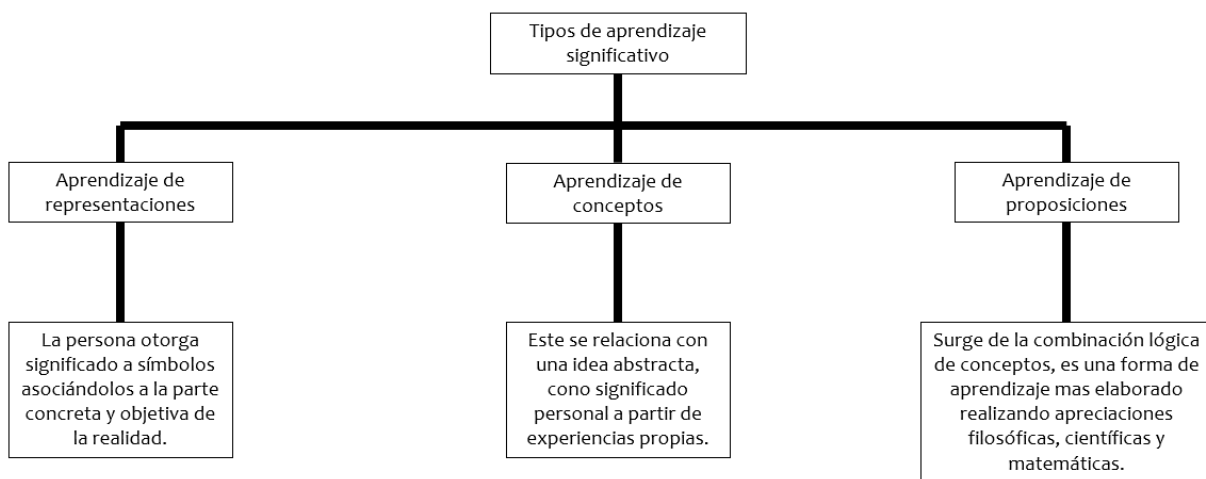 Tipos de aprendizaje
significativo
Aprendizaje de
representaciones
Aprendizaje de
conceptos
Aprendizaje de
proposiciones
La persona otorga
significado a símbolos
asociándolos a la parte
concreta y objetiva de
la realidad.
Este se relaciona con
una idea abstracta,
cono significado
personal a partir de
experiencias propias.
Surge de la combinación lógica
de conceptos, es una forma de
aprendizaje mas elaborado
realizando apreciaciones
filosóficas, científicas y
matemáticas.